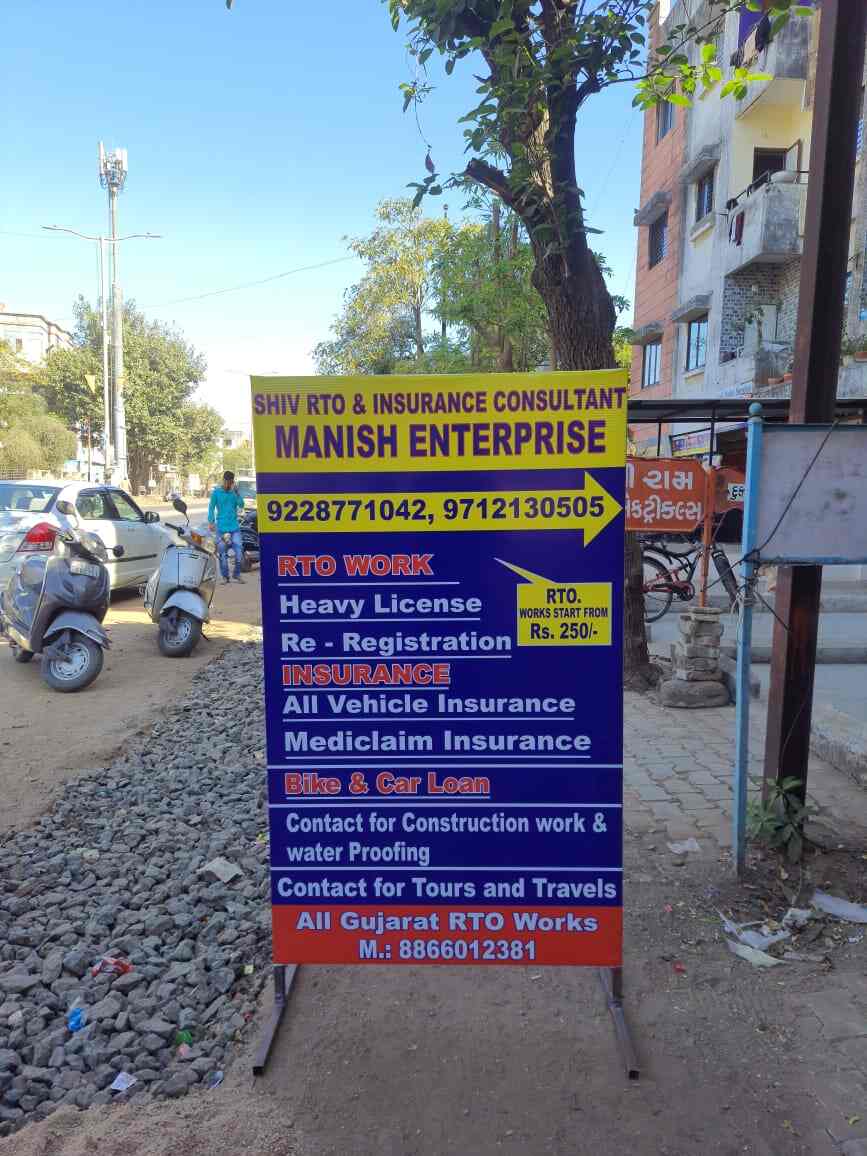 SHIV RTO & INSURANCE CONSULTANT
MANISH ENTERPRISE
9228771042, 9712130505
RTO WORK
Heavy License
Re - Registration
RTO.
WORKS START FROM
Rs. 250/-
INSURANCE
All Vehicle Insurance
Mediclaim Insurance
Bike & Car Loan
Contact for Construction work &
water Proofing
Contact for Tours and Travels
All Gujarat RTO Works
M.: 8866012381
રામ